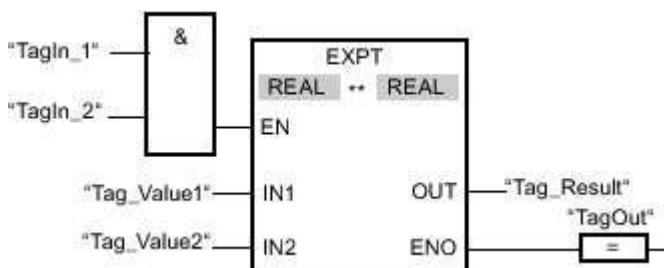 &
"TagIn_1"
"TagIn_2"
EXPT
REAL ** REAL
EN
"Tag_Value1" IN1 OUT "Tag_Result"
"TagOut"
"Tag_Value2" IN2 ENO =